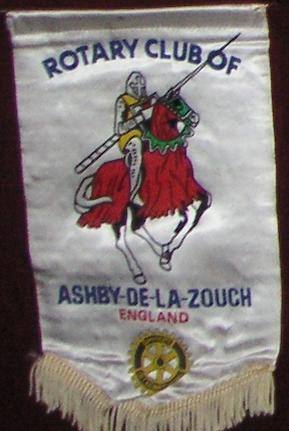 ROTARY CLUB OF
ASHBY-DE-LA-ZOUCH
ENGLAND